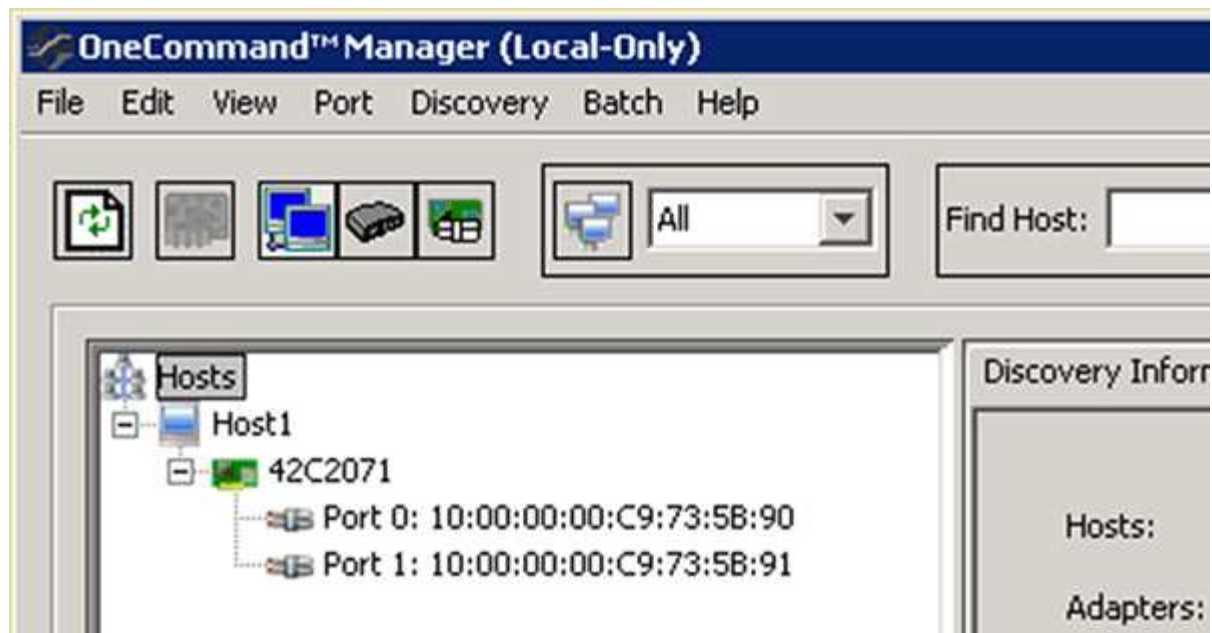 OneCommand™ Manager (Local-Only)
File Edit View Port Discovery Batch Help
All
Find Host:
Hosts
Host1
42C2071
Port 0: 10:00:00:00:C9:73:5B:90
Port 1: 10:00:00:00:C9:73:5B:91
Discovery
Hosts:
Adapters: